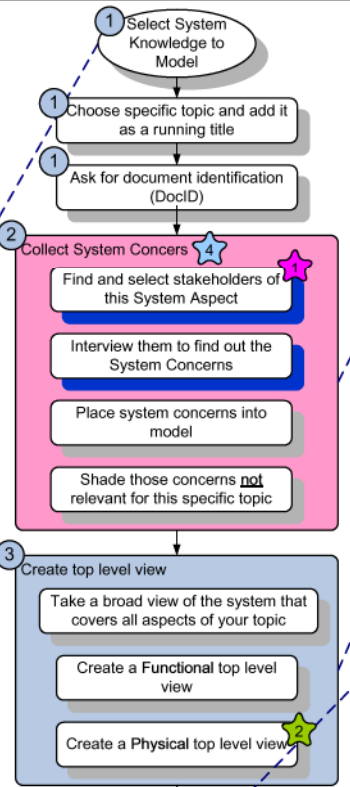 1
Select System
Knowledge to
Model
1
Choose specific topic and add it
as a running title
1
Ask for document identification
(DocID)
2
Collect System Concers 4
1
Find and select stakeholders of
this System Aspect
Interview them to find out the
System Concerns
Place system concerns into
model
Shade those concerns not
relevant for this specific topic
3
Create top level view
Take a broad view of the system that
covers all aspects of your topic
Create a Functional top level
view
2
Create a Physical top level view